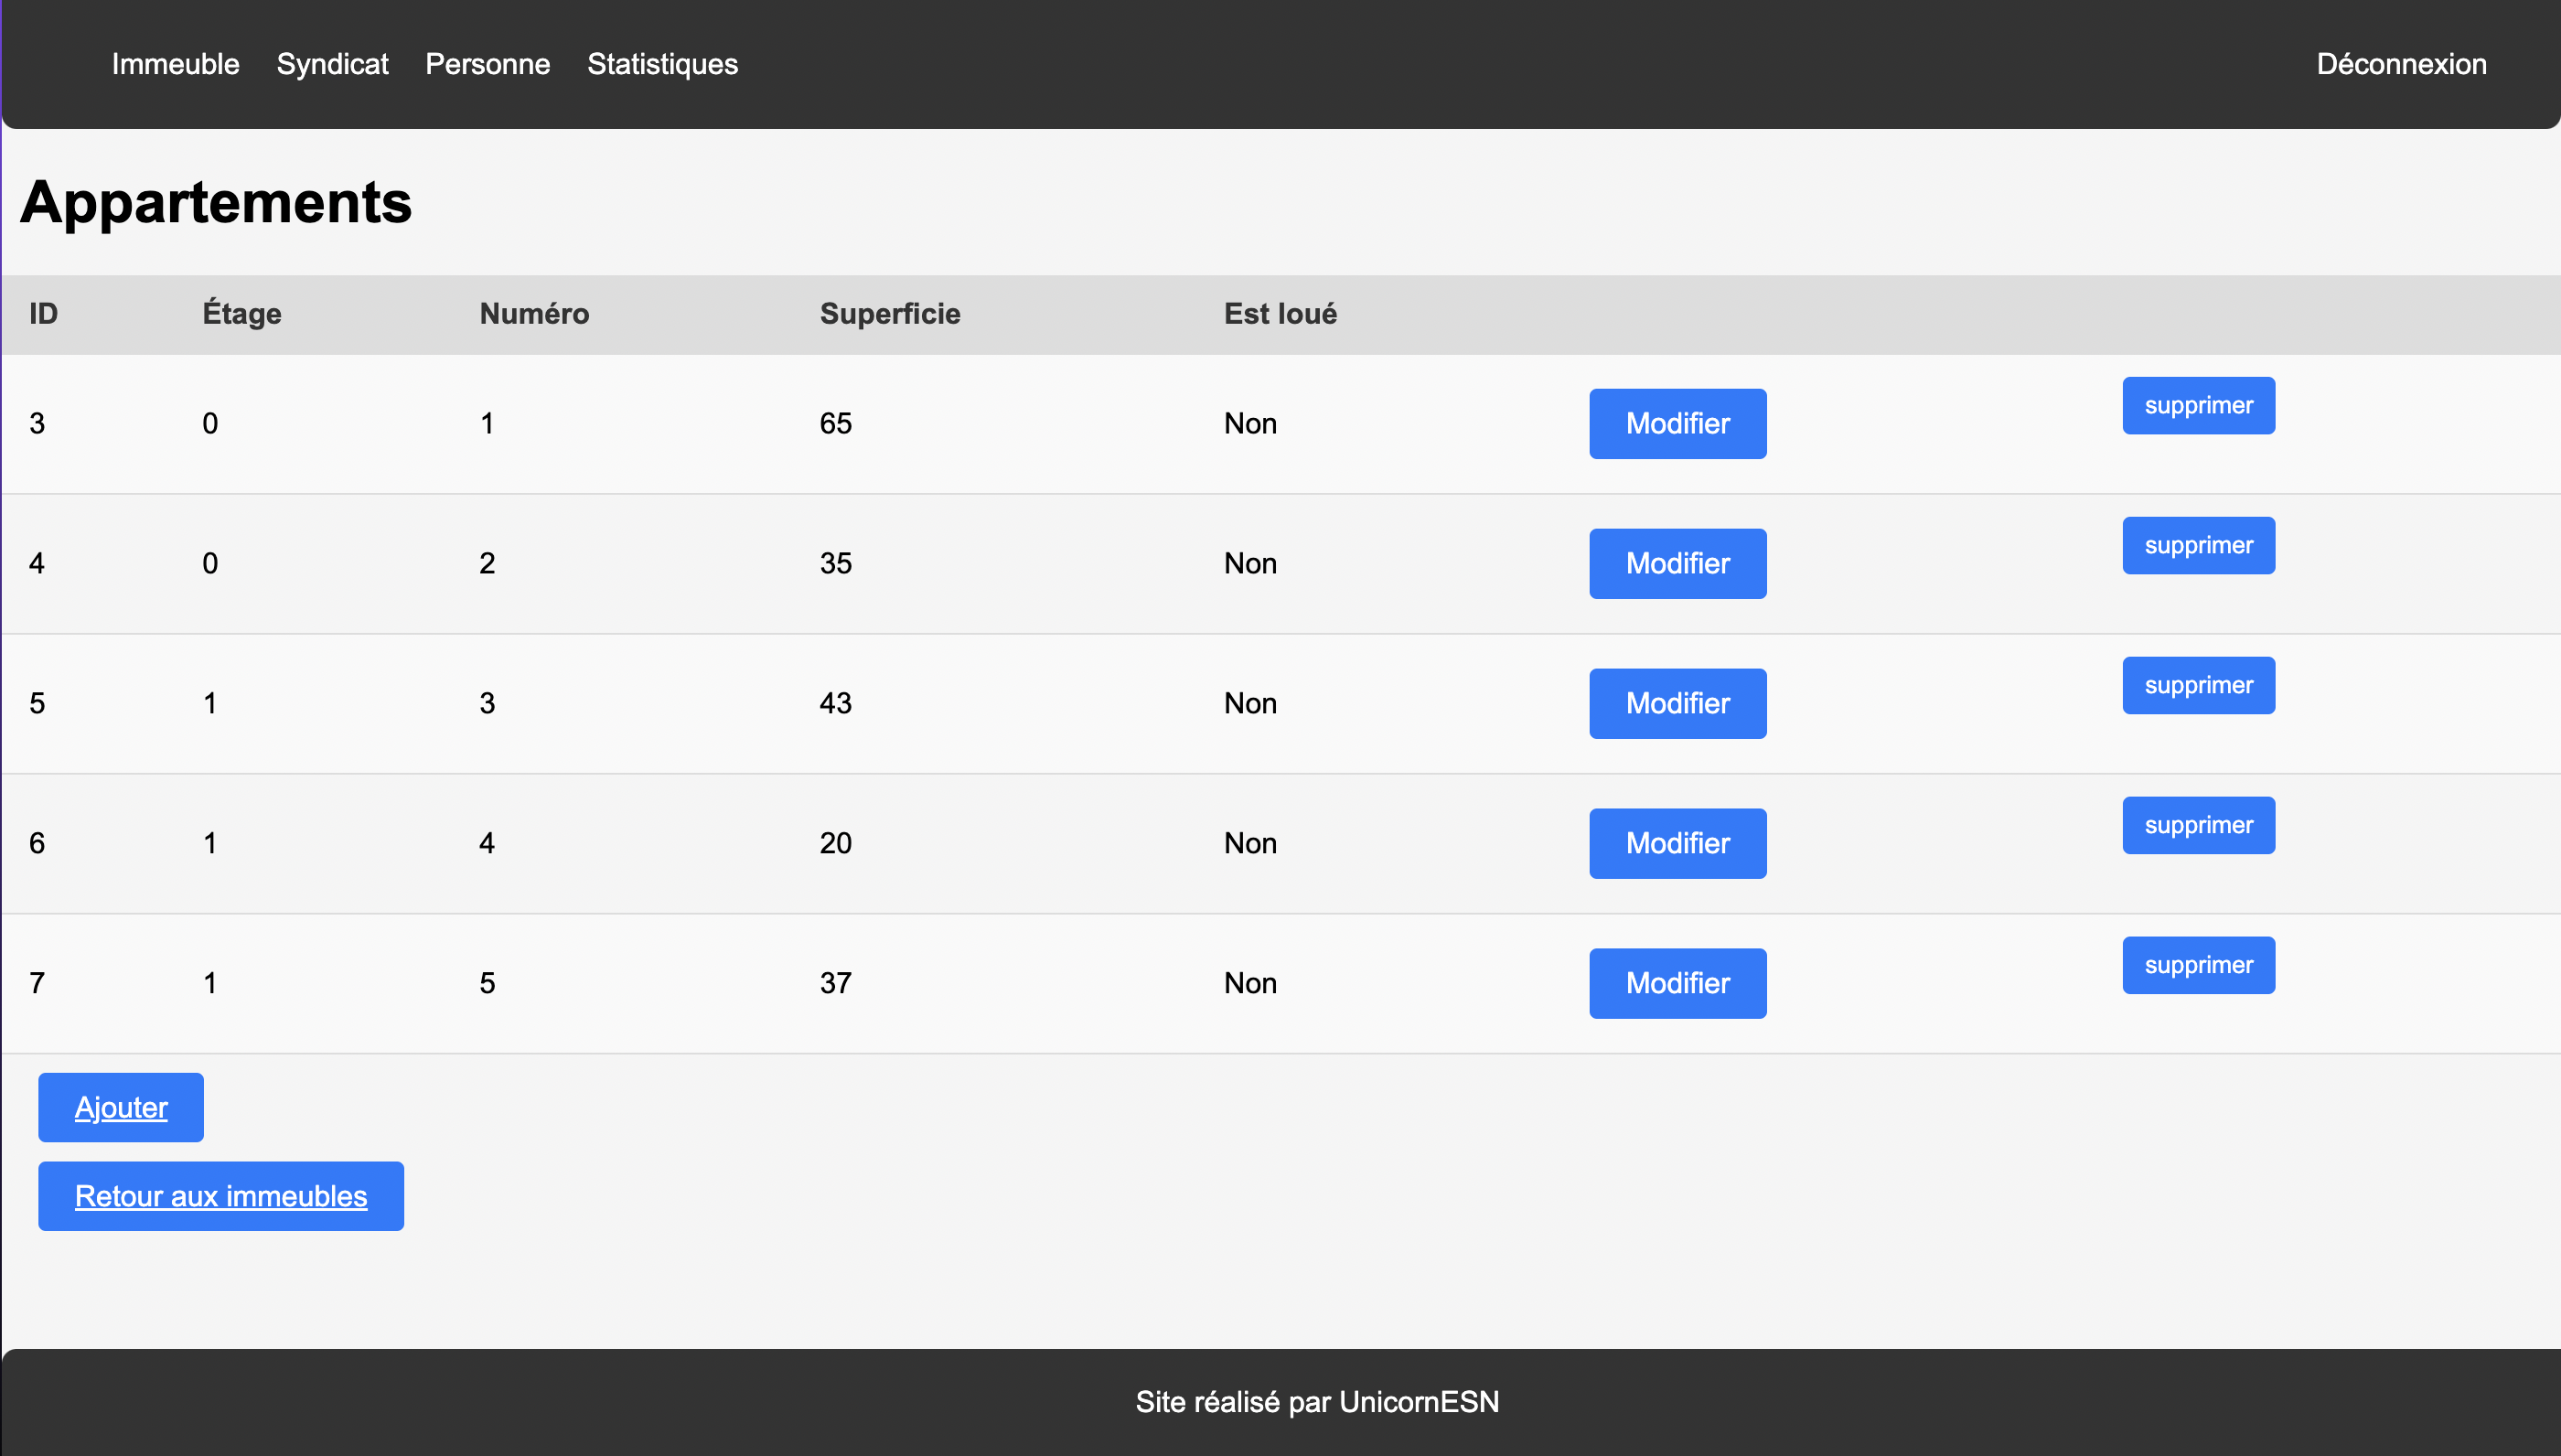 Immeuble Syndicat Personne Statistiques Déconnexion
Appartements
ID Étage Numéro Superficie Est loué
3 0 1 65 Non Modifier supprimer
4 0 2 35 Non Modifier supprimer
5 1 3 43 Non Modifier supprimer
6 1 4 20 Non Modifier supprimer
7 1 5 37 Non Modifier supprimer
Ajouter
Retour aux immeubles
Site réalisé par UnicornESN